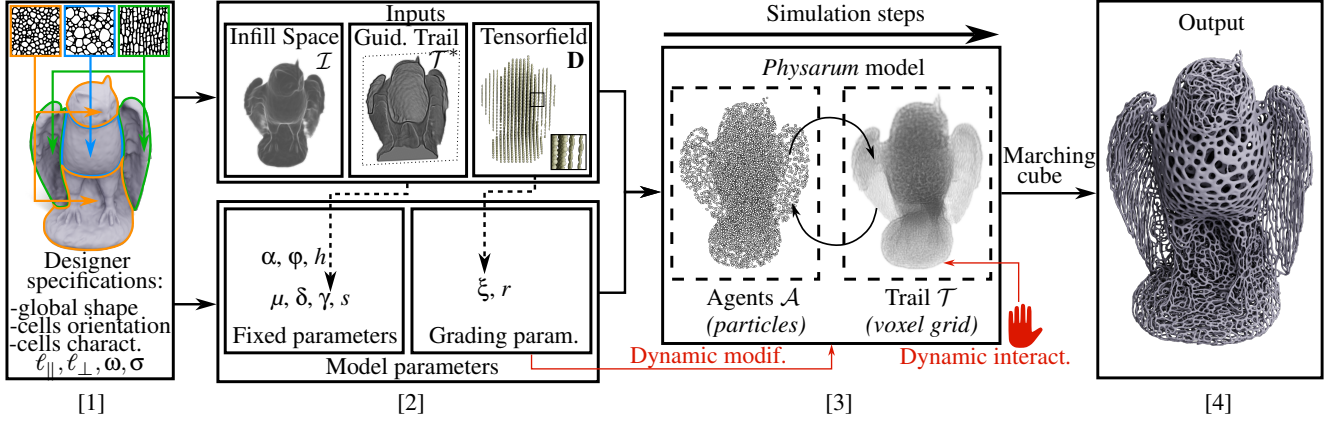 Designer
specifications:
-global shape
-cells orientation
-cells charact.
ℓ∥, ℓ⊥, ω, σ
[1]
Inputs
Infill Space
ℐ
Guid. Trail
𝒯*
Tensorfield
D
α, φ, h
μ, δ, γ, s
Fixed parameters
ξ, r
Grading param.
Model parameters
[2]
Simulation steps
Physarum model
Agents 𝒜
(particles)
Trail 𝒯
(voxel grid)
Dynamic modif.
Dynamic interact.
[3]
Marching
cube
Output
[4]